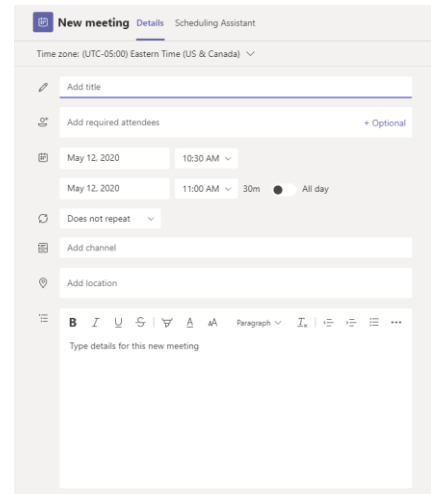 New meeting Details Scheduling Assistant
Time zone: (UTC-05:00) Eastern Time (US & Canada)
Add title
Add required attendees + Optional
May 12, 2020 10:30 AM
May 12, 2020 11:00 AM 30m All day
Does not repeat
Add channel
Add location
B I U S A AA Paragraph Ix
Type details for this new meeting